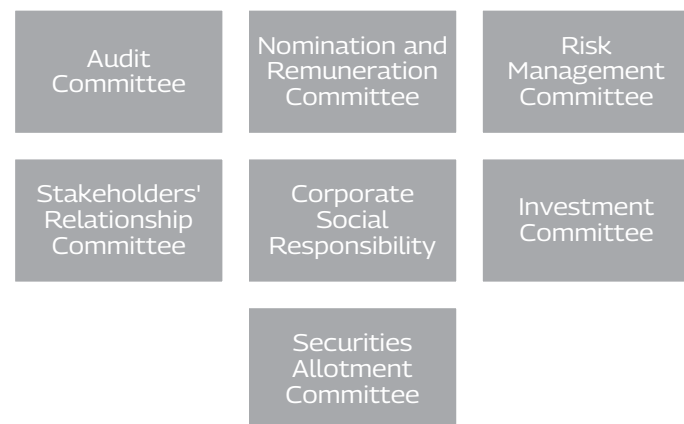 Audit
Committee
Nomination and
Remuneration
Committee
Risk
Management
Committee
Stakeholders'
Relationship
Committee
Corporate
Social
Responsibility
Investment
Committee
Securities
Allotment
Committee